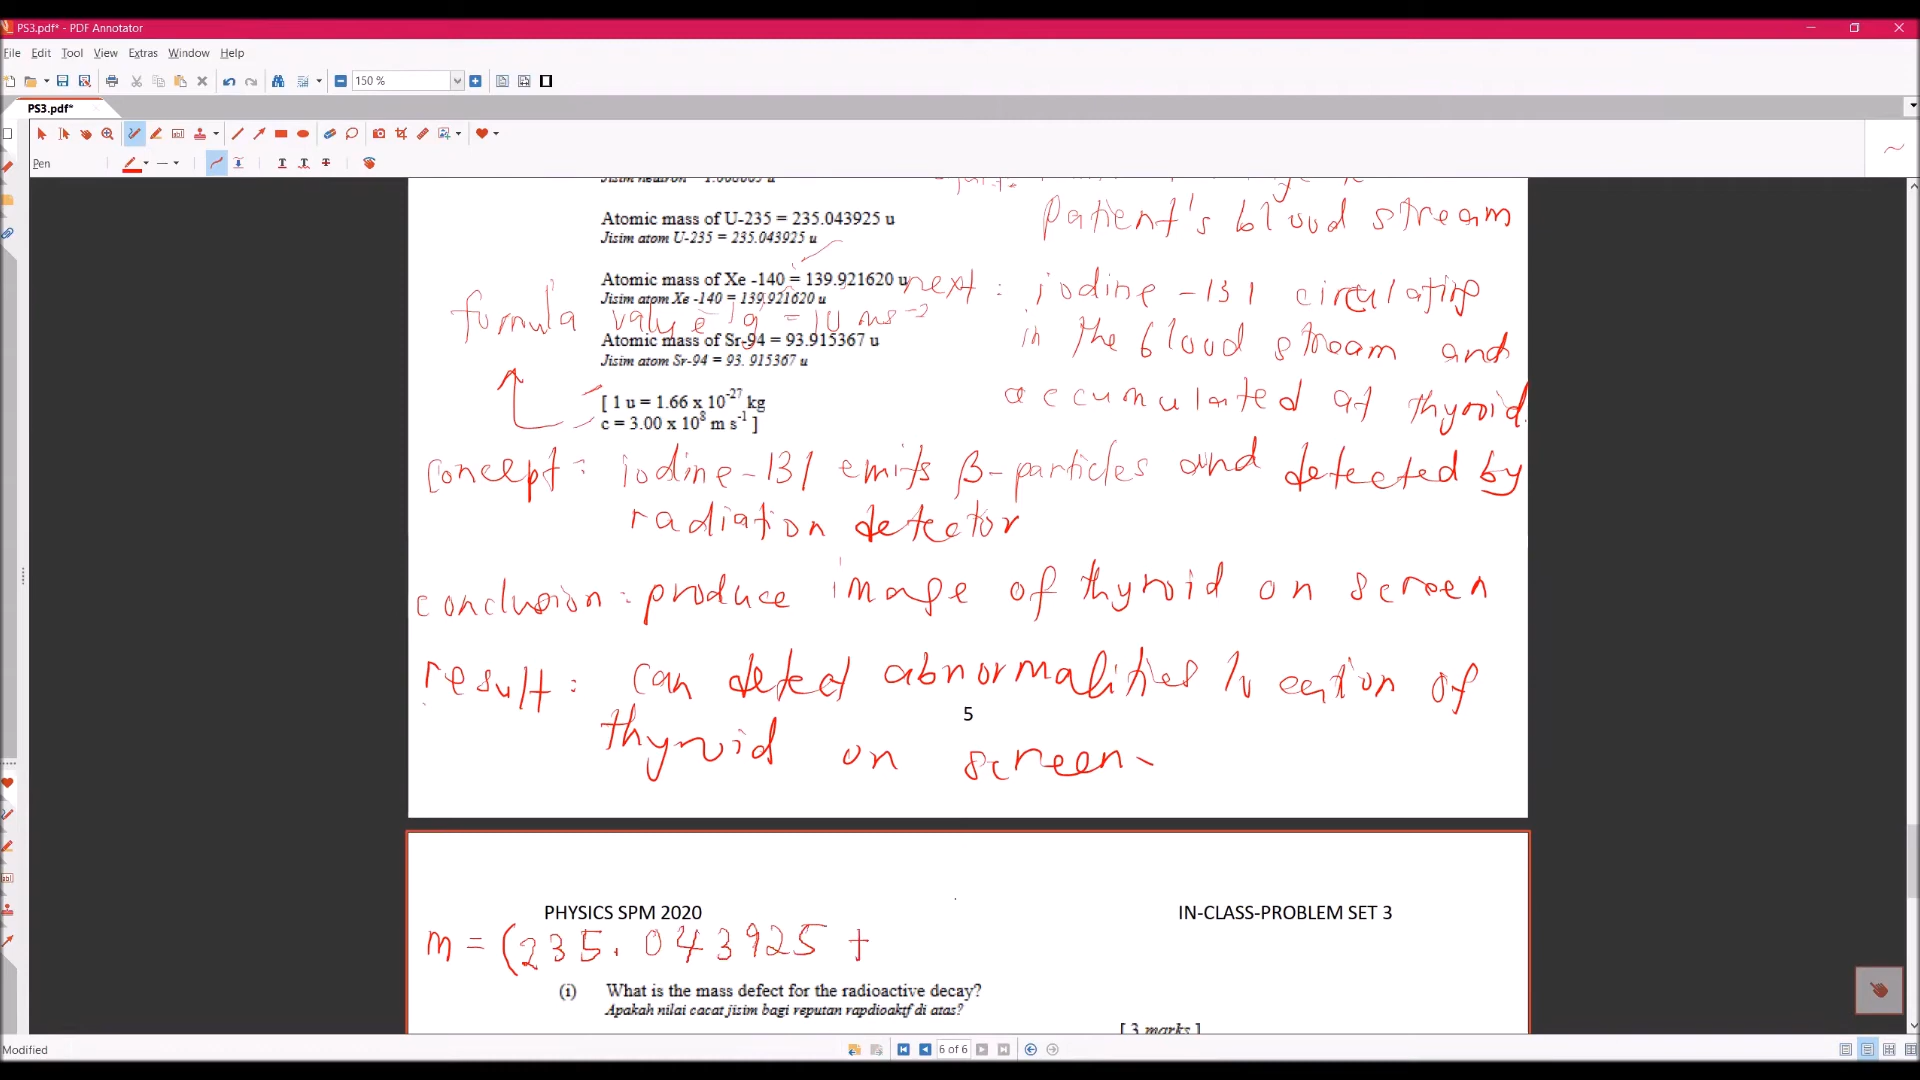 PS3.pdf* - PDF Annotator
File Edit Tool View Extras Window Help
150 %
PS3.pdf*
Pen
Patient's blood stream
Atomic mass of U-235 = 235.043925 u
Jisim atom U-235 = 235.043925 u
Atomic mass of Xe -140 = 139.921620 u
Jisim atom Xe -140 = 139.921620 u
next : iodine -131 circulating
in the blood stream and
accumulated at thyroid.
formula value g = 10 ms-2
Atomic mass of Sr-94 = 93.915367 u
Jisim atom Sr-94 = 93. 915367 u
[ 1 u = 1.66 x 10-27 kg
c = 3.00 x 108 m s-1 ]
concept : iodine -131 emits β-particles and detected by
radiation detector
conclusion : produce image of thyroid on screen
result : can detect abnormalities location of
thyroid on screen
5
PHYSICS SPM 2020 IN-CLASS-PROBLEM SET 3
m = (235.043925 +
(i) What is the mass defect for the radioactive decay?
Apakah nilai cacat jisim bagi reputan rapdioaktf di atas?
[ 3 marks ]
Modified
6 of 6